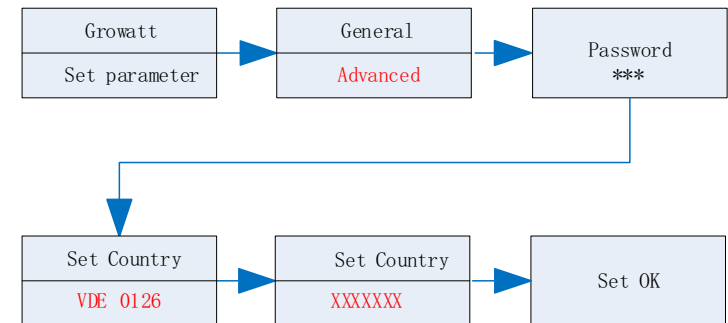 Growatt
Set parameter
General
Advanced
Password
***
Set Country
VDE 0126
Set Country
XXXXXXX
Set OK